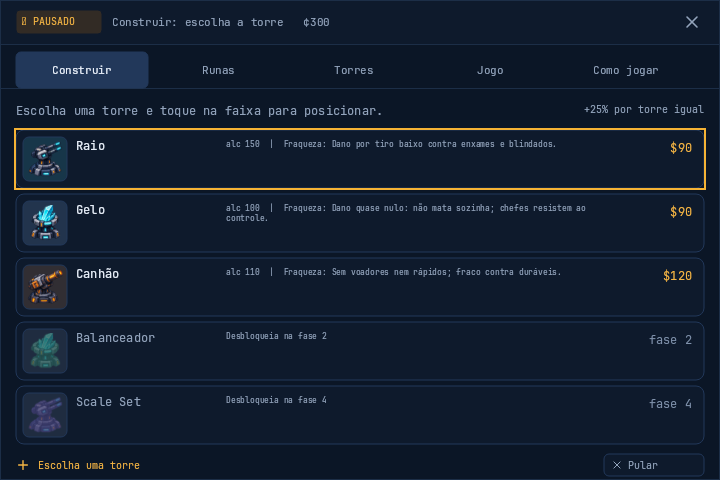 PAUSADO
Construir: escolha a torre $300
Construir Runas Torres Jogo Como jogar
Escolha uma torre e toque na faixa para posicionar. +25% por torre igual
Raio alc 150 | Fraqueza: Dano por tiro baixo contra enxames e blindados. $90
Gelo alc 100 | Fraqueza: Dano quase nulo: não mata sozinha; chefes resistem ao
controle. $90
Canhão alc 110 | Fraqueza: Sem voadores nem rápidos; fraco contra duráveis. $120
Balanceador Desbloqueia na fase 2 fase 2
Scale Set Desbloqueia na fase 4 fase 4
+ Escolha uma torre × Pular